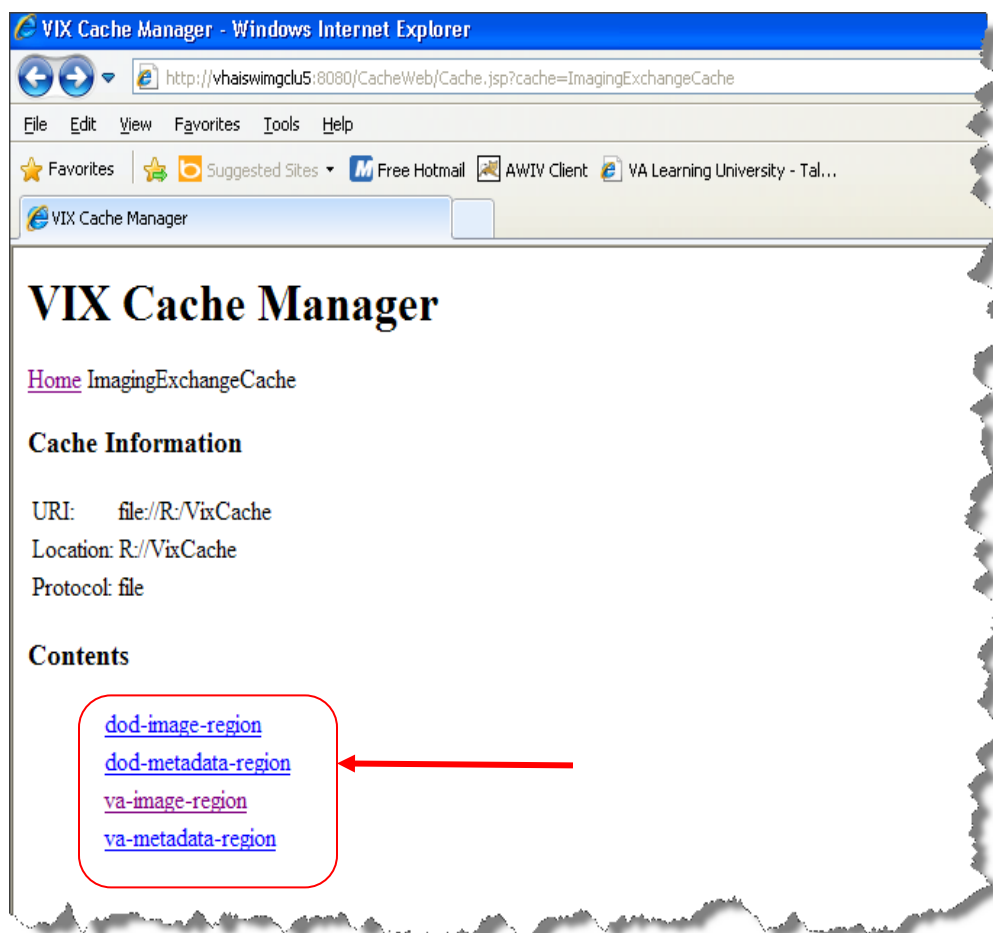 VIX Cache Manager - Windows Internet Explorer
http://vhaiswimgclu5:8080/CacheWeb/Cache.jsp?cache=ImagingExchangeCache
File Edit View Favorites Tools Help
Favorites Suggested Sites Free Hotmail AWIV Client VA Learning University - Tal...
VIX Cache Manager
VIX Cache Manager
Home ImagingExchangeCache
Cache Information
URI: file://R:/VixCache
Location: R://VixCache
Protocol: file
Contents
dod-image-region
dod-metadata-region
va-image-region
va-metadata-region